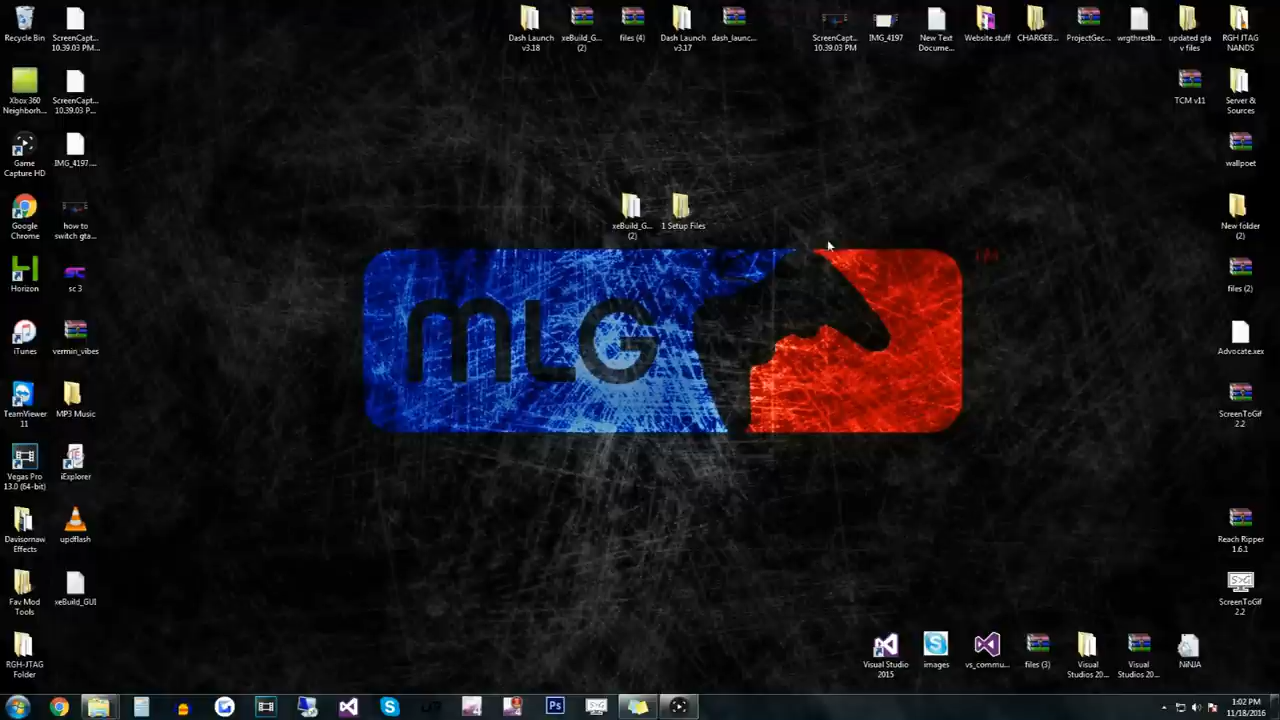 Recycle Bin
ScreenCapt...
10.39.03 PM...
Dash Launch
v3.18
xeBuild_G...
(2)
files (4)
Dash Launch
v3.17
dash_launc...
ScreenCapt...
10.39.03 PM
IMG_4197
New Text
Docume...
Website stuff
CHARGEB...
ProjectGec...
wrgthrestb...
updated gta
v files
RGH JTAG
NANDS
Xbox 360
Neighborh...
ScreenCapt...
10.39.03 P...
TCM v11
Server &
Sources
Game
Capture HD
IMG_4197....
wallpoet
Google
Chrome
how to
switch gta...
xeBuild_G...
(2)
1 Setup Files
New folder
(2)
Horizon
sc 3
files (2)
MLG
iTunes
vermin_vibes
Advocate.xex
TeamViewer
11
MP3 Music
ScreenToGif
2.2
Vegas Pro
13.0 (64-bit)
iExplorer
Davisomaw
Effects
updflash
Reach Ripper
1.6.1
Fav Mod
Tools
xeBuild_GUI
ScreenToGif
2.2
RGH-JTAG
Folder
Visual Studio
2015
images
vs_commu...
files (3)
Visual
Studios 20...
Visual
Studios 20...
NiNJA
1:02 PM
11/18/2016